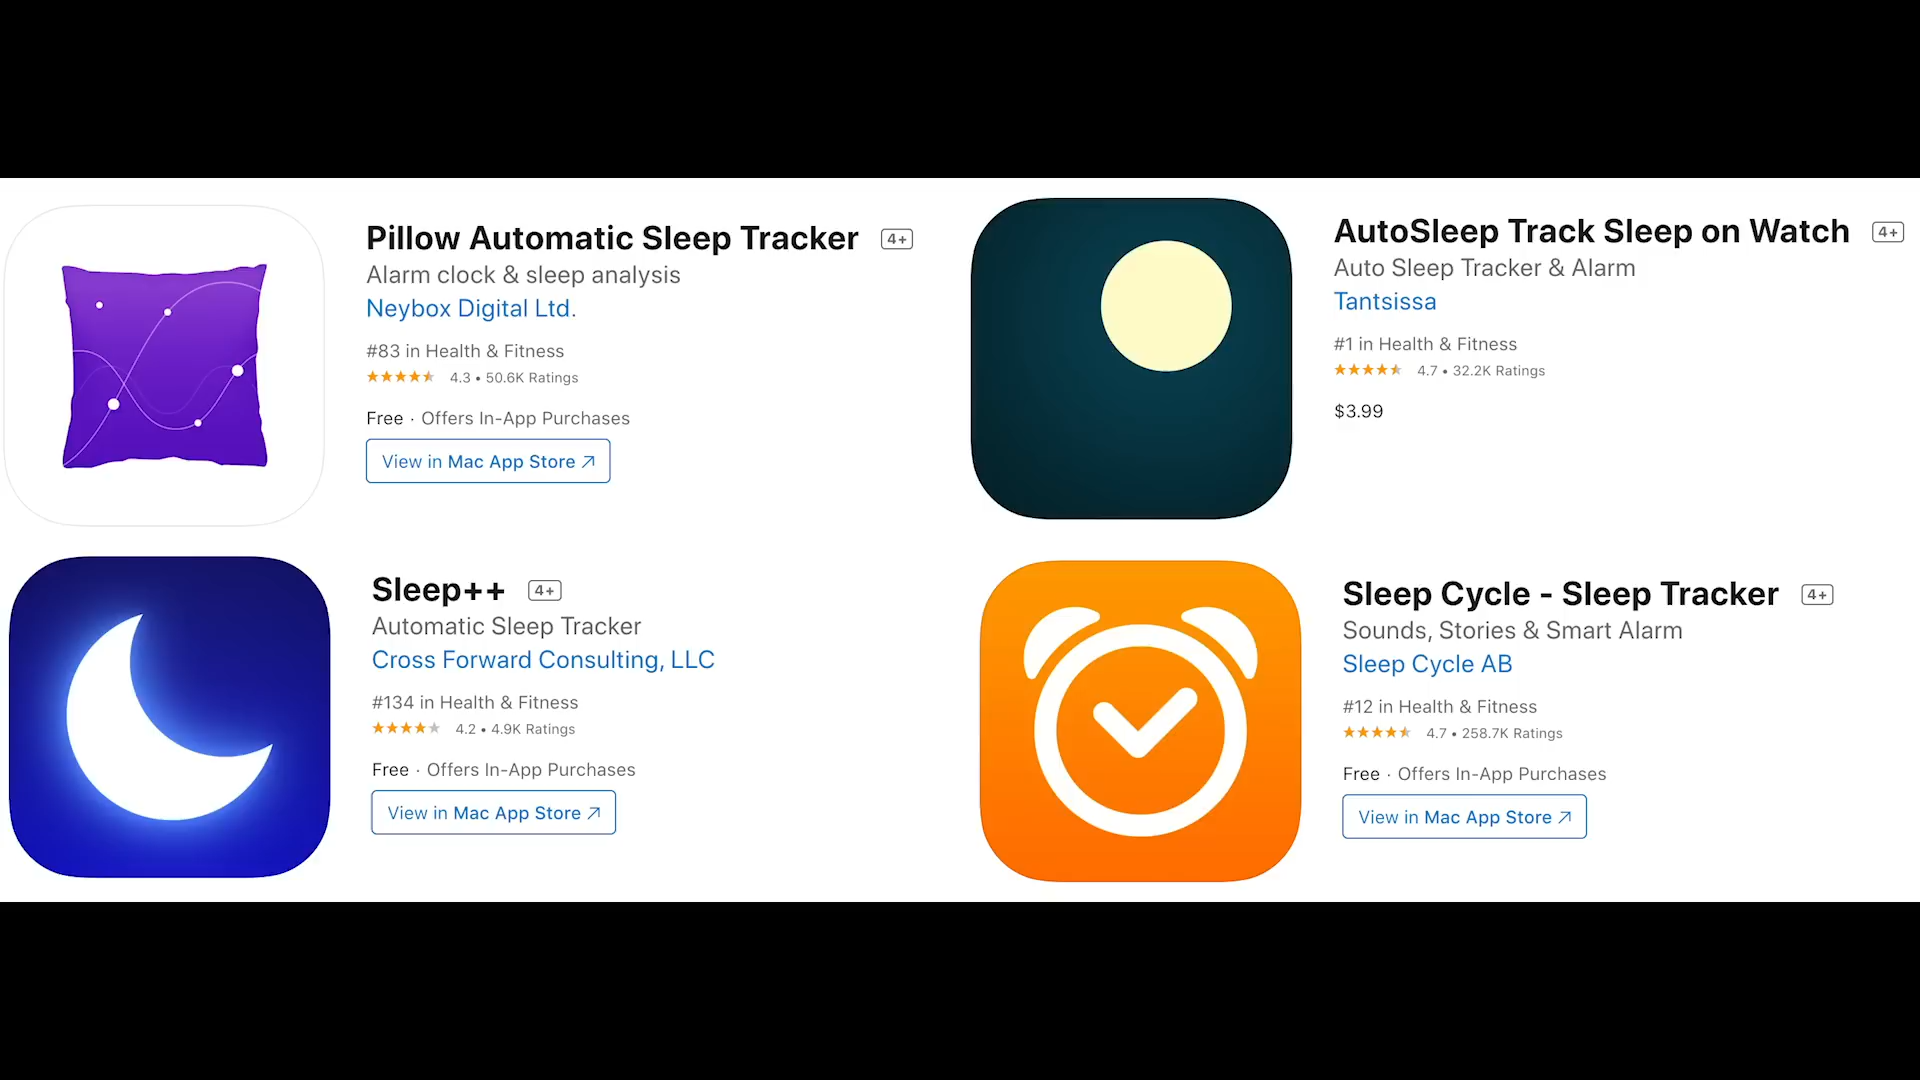 Pillow Automatic Sleep Tracker 4+
Alarm clock & sleep analysis
Neybox Digital Ltd.
#83 in Health & Fitness
4.3 • 50.6K Ratings
Free · Offers In-App Purchases
View in Mac App Store ↗
AutoSleep Track Sleep on Watch 4+
Auto Sleep Tracker & Alarm
Tantsissa
#1 in Health & Fitness
4.7 • 32.2K Ratings
$3.99
Sleep++ 4+
Automatic Sleep Tracker
Cross Forward Consulting, LLC
#134 in Health & Fitness
4.2 • 4.9K Ratings
Free · Offers In-App Purchases
View in Mac App Store ↗
Sleep Cycle - Sleep Tracker 4+
Sounds, Stories & Smart Alarm
Sleep Cycle AB
#12 in Health & Fitness
4.7 • 258.7K Ratings
Free · Offers In-App Purchases
View in Mac App Store ↗